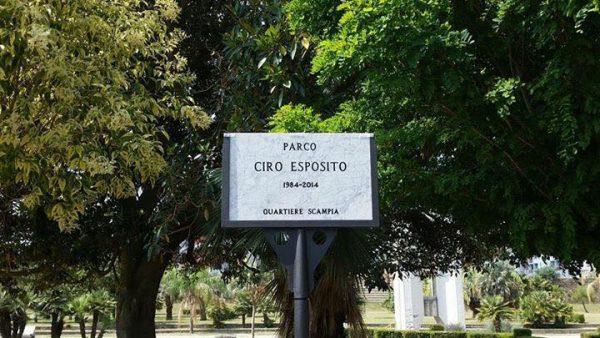 PARCO
CIRO ESPOSITO
1984-2014
QUARTIERE SCAMPIA